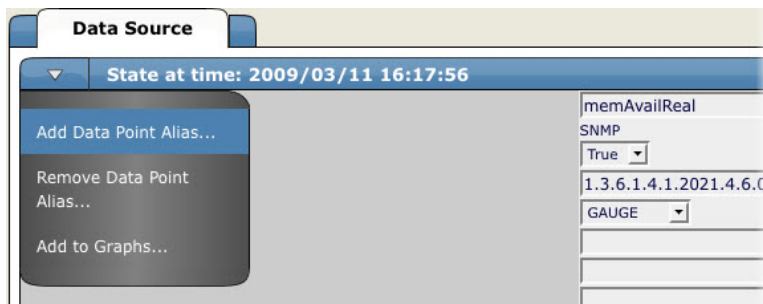 Data Source
State at time: 2009/03/11 16:17:56
Add Data Point Alias...
Remove Data Point
Alias...
Add to Graphs...
memAvailReal
SNMP
True
1.3.6.1.4.1.2021.4.6.0
GAUGE